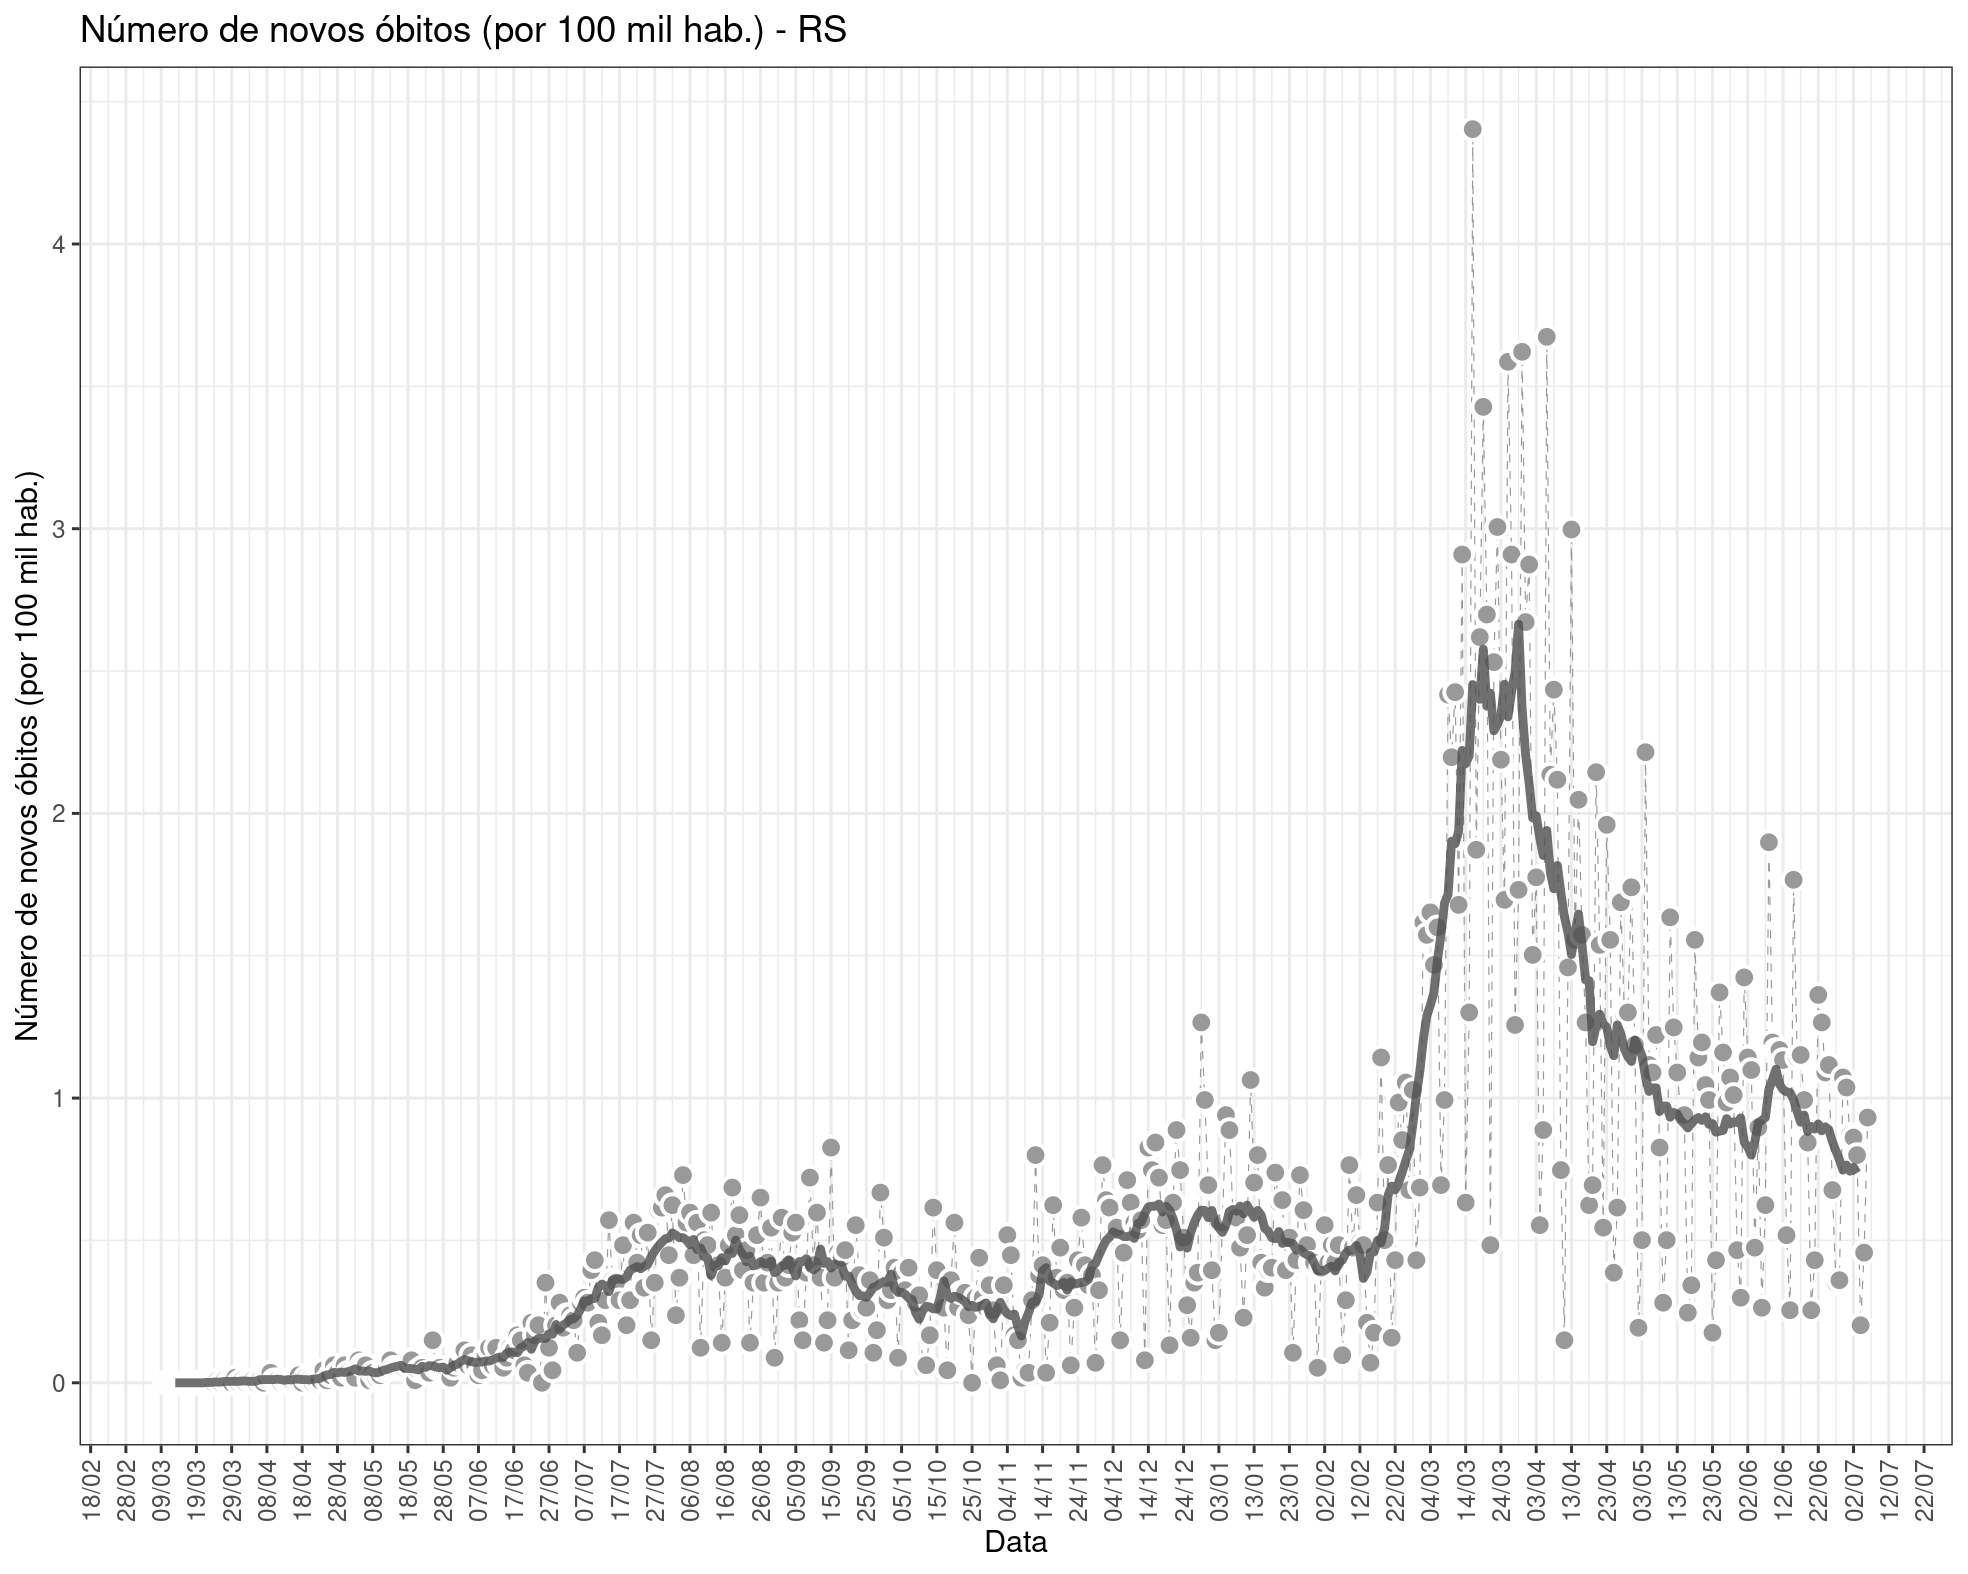 Número de novos óbitos (por 100 mil hab.) - RS
Número de novos óbitos (por 100 mil hab.)
4
3
2
1
0
18/02 28/02 09/03 19/03 29/03 08/04 18/04 28/04 08/05 18/05 28/05 07/06 17/06 27/06 07/07 17/07 27/07 06/08 16/08 26/08 05/09 15/09 25/09 05/10 15/10 25/10 04/11 14/11 24/11 04/12 14/12 24/12 03/01 13/01 23/01 02/02 12/02 22/02 04/03 14/03 24/03 03/04 13/04 23/04 03/05 13/05 23/05 02/06 12/06 22/06 02/07 12/07 22/07
Data